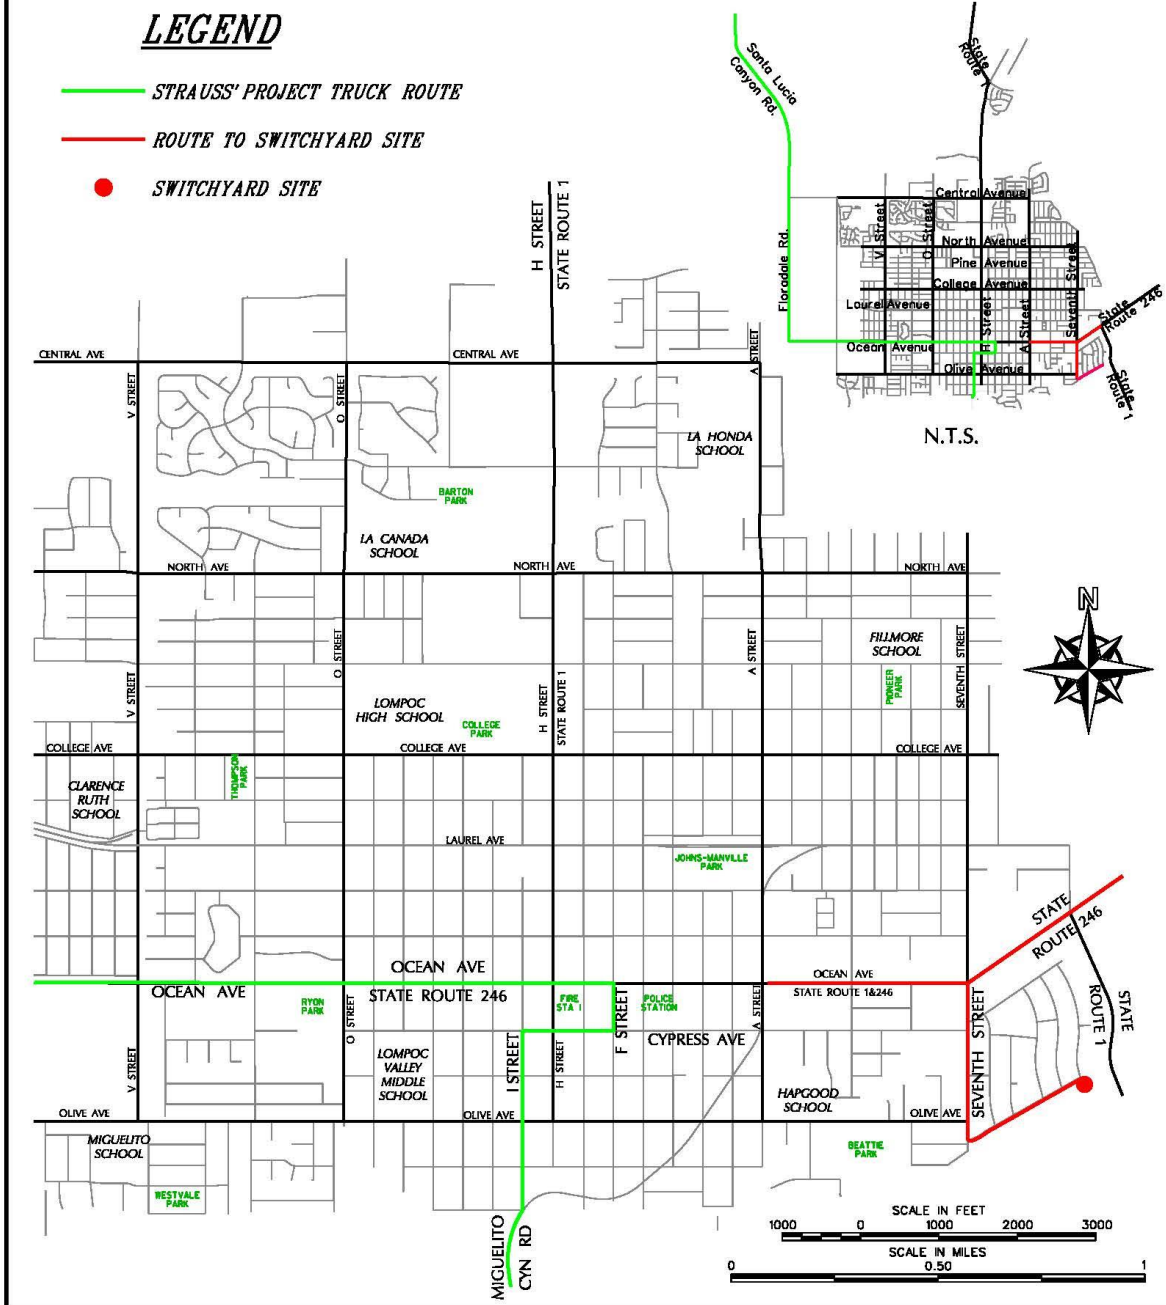 LEGEND
STRAUSS' PROJECT TRUCK ROUTE
ROUTE TO SWITCHYARD SITE
SWITCHYARD SITE
Santa Lucia
Canyon Rd.
State
Route 1
Central Avenue
V Street
O Street
North Avenue
Pine Avenue
College Avenue
Seventh Street
Floradale Rd.
Laurel Avenue
H Street
A Street
State
Route 246
Ocean Avenue
Olive Avenue
State
Route 1
N.T.S.
H STREET
STATE ROUTE 1
CENTRAL AVE
CENTRAL AVE
V STREET
O STREET
A STREET
LA HONDA
SCHOOL
BARTON
PARK
LA CANADA
SCHOOL
NORTH AVE
NORTH AVE
NORTH AVE
N
O STREET
V STREET
A STREET
FILLMORE
SCHOOL
SEVENTH STREET
PIONEER
PARK
LOMPOC
HIGH SCHOOL
COLLEGE
PARK
H STREET
STATE ROUTE 1
COLLEGE AVE
COLLEGE AVE
COLLEGE AVE
THOMPSON
PARK
CLARENCE
RUTH
SCHOOL
LAUREL AVE
JOHNS-MANVILLE
PARK
STATE
ROUTE 246
OCEAN AVE
OCEAN AVE
OCEAN AVE
STATE ROUTE 246
STATE ROUTE 1&246
RYON
PARK
O STREET
FIRE
STA 1
F STREET
POLICE
STATION
A STREET
SEVENTH STREET
STATE
ROUTE 1
V STREET
LOMPOC
VALLEY
MIDDLE
SCHOOL
I STREET
H STREET
CYPRESS AVE
HAPGOOD
SCHOOL
OLIVE AVE
OLIVE AVE
OLIVE AVE
MIGUELITO
SCHOOL
BEATTIE
PARK
WESTVALE
PARK
MIGUELITO
CYN RD
SCALE IN FEET
1000 0 1000 2000 3000
SCALE IN MILES
0 0.50 1